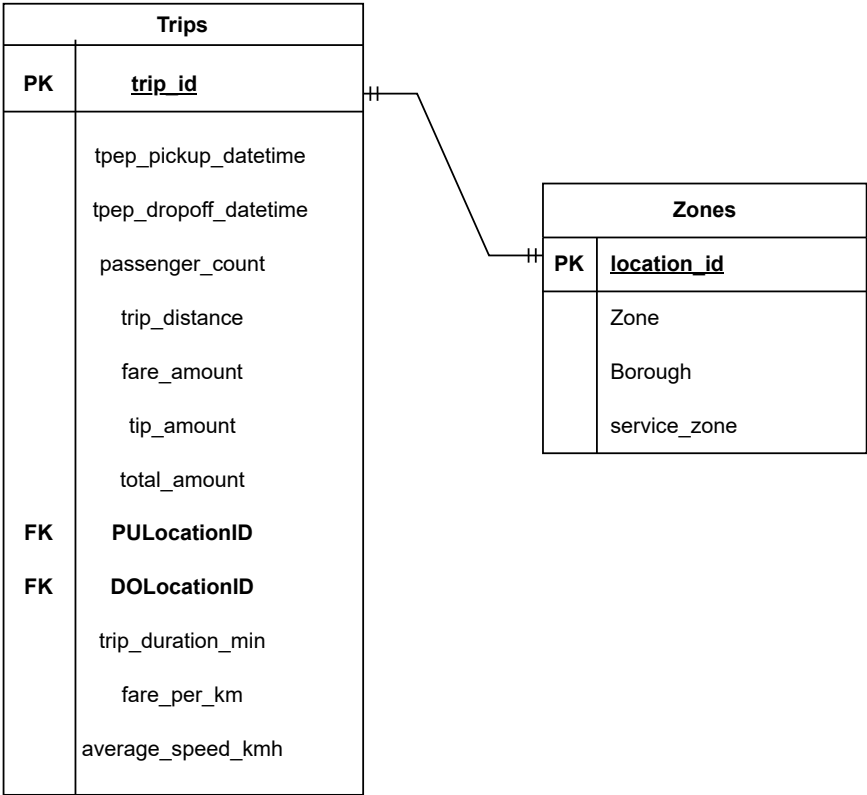 Trips
PK trip_id
tpep_pickup_datetime
tpep_dropoff_datetime
passenger_count
trip_distance
fare_amount
tip_amount
total_amount
FK PULocationID
FK DOLocationID
trip_duration_min
fare_per_km
average_speed_kmh
Zones
PK location_id
Zone
Borough
service_zone